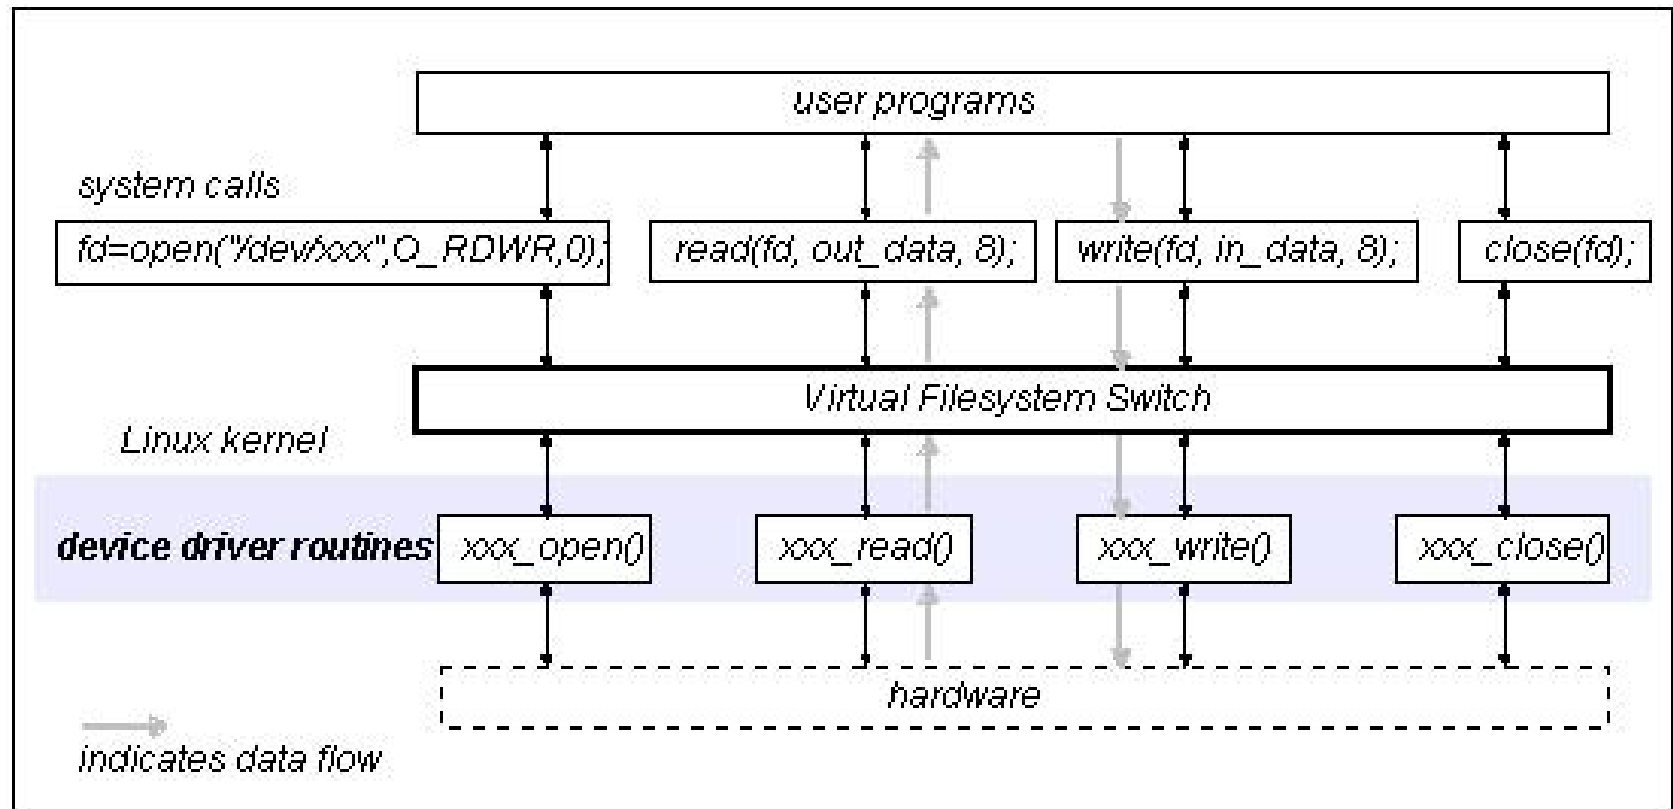 user programs
system calls
fd=open("/dev/xxx",O_RDWR,0);
read(fd, out_data, 8);
write(fd, in_data, 8);
close(fd);
Virtual Filesystem Switch
Linux kernel
device driver routines
xxx_open()
xxx_read()
xxx_write()
xxx_close()
hardware
indicates data flow